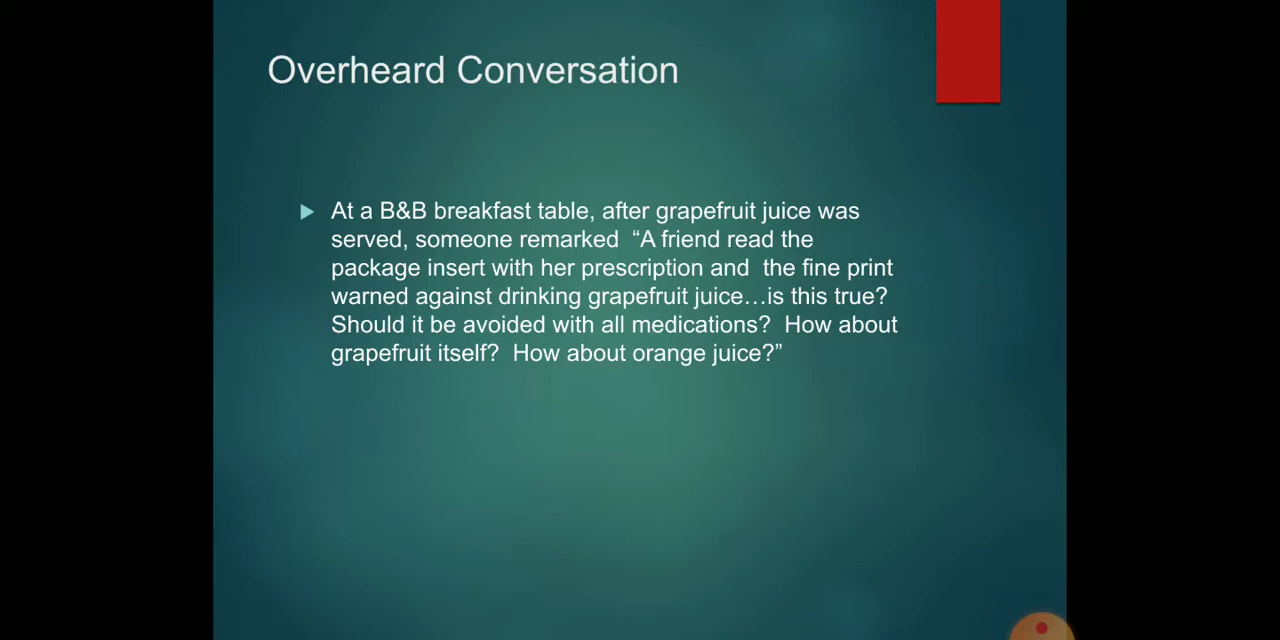 Overheard Conversation
At a B&B breakfast table, after grapefruit juice was
served, someone remarked “A friend read the
package insert with her prescription and the fine print
warned against drinking grapefruit juice…is this true?
Should it be avoided with all medications? How about
grapefruit itself? How about orange juice?”